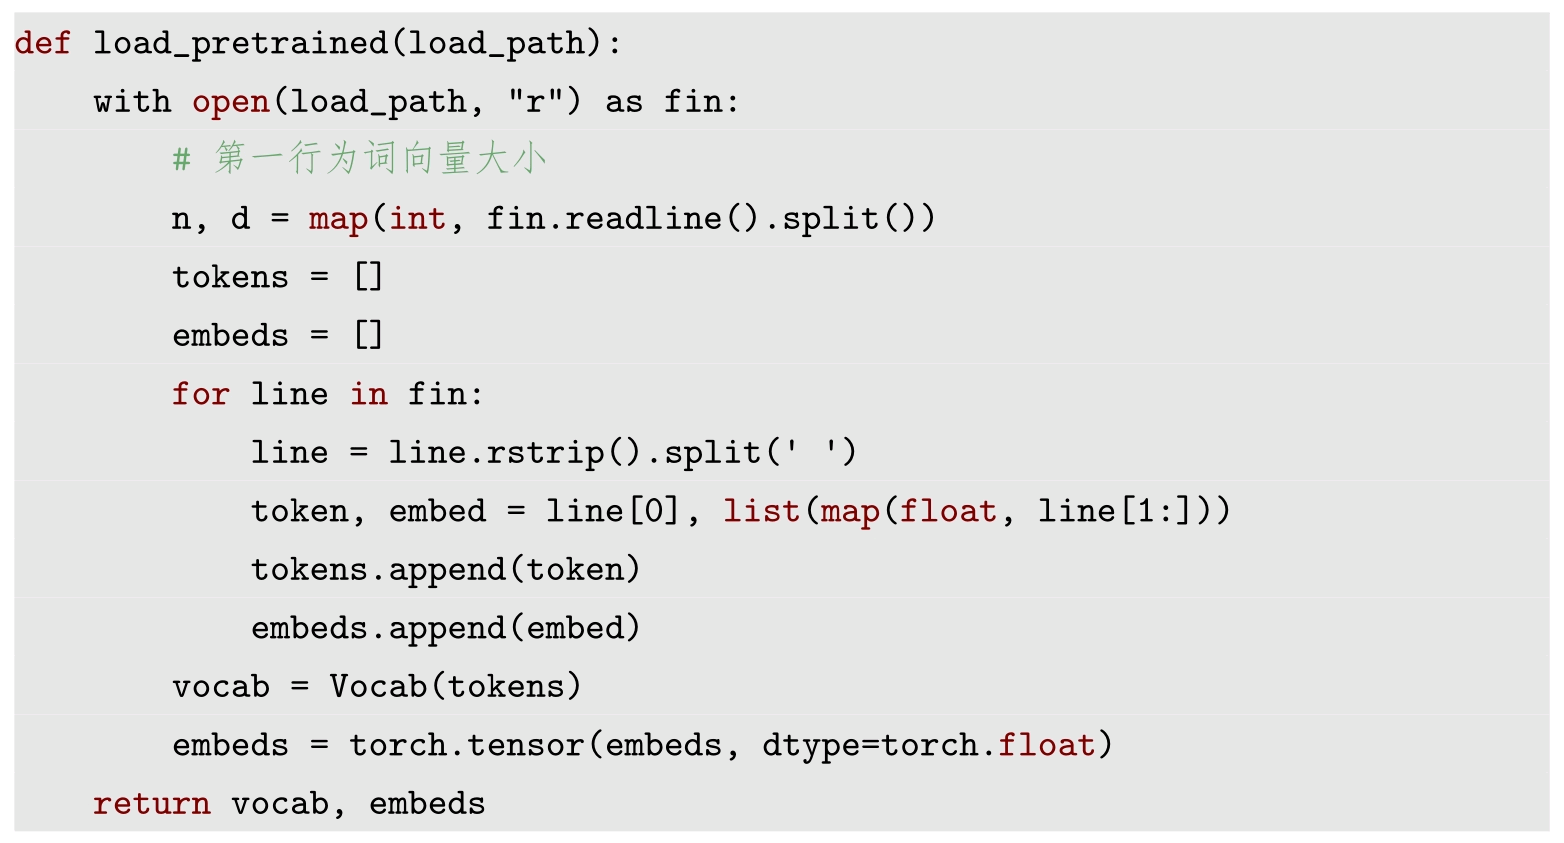 def load_pretrained(load_path):
    with open(load_path, "r") as fin:
        # 第一行为词向量大小
        n, d = map(int, fin.readline().split())
        tokens = []
        embeds = []
        for line in fin:
            line = line.rstrip().split(' ')
            token, embed = line[0], list(map(float, line[1:]))
            tokens.append(token)
            embeds.append(embed)
        vocab = Vocab(tokens)
        embeds = torch.tensor(embeds, dtype=torch.float)
    return vocab, embeds